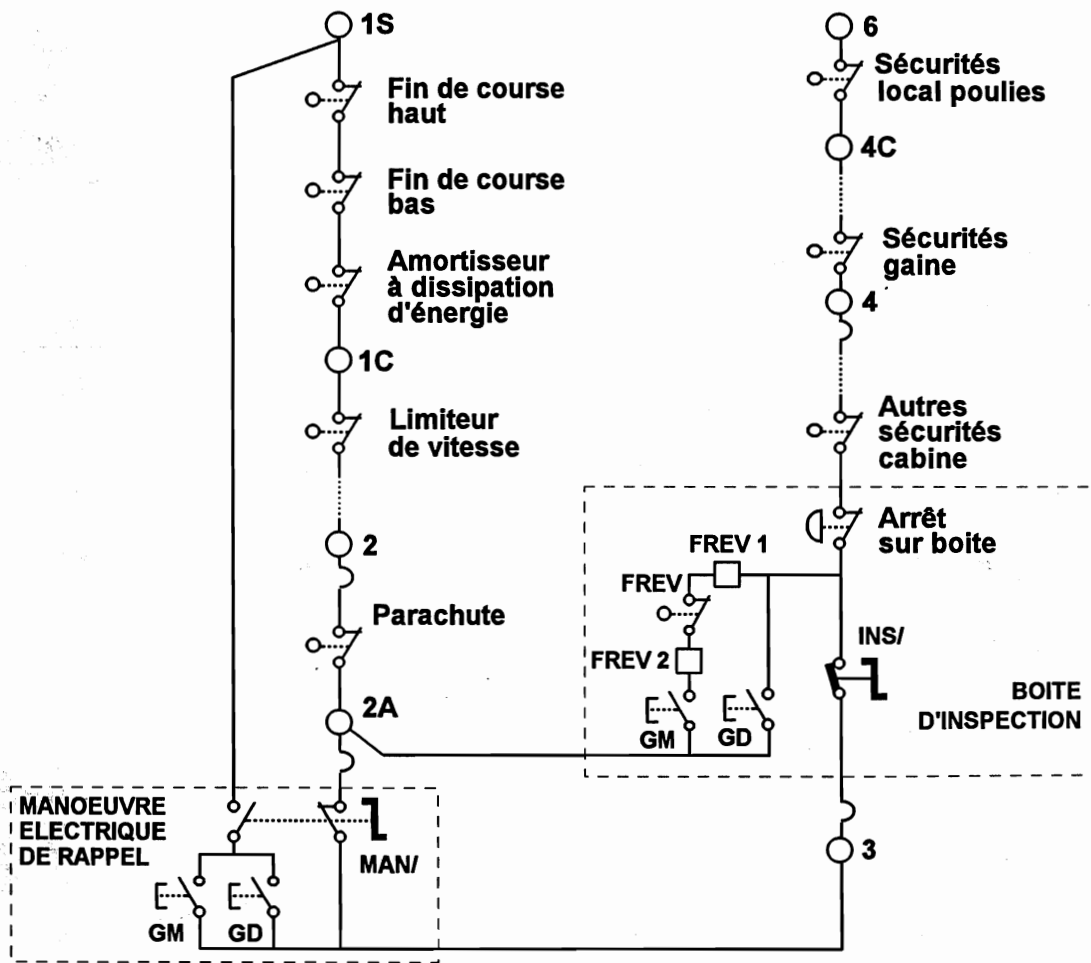 1S
Fin de course
haut
Fin de course
bas
Amortisseur
à dissipation
d'énergie
1C
Limiteur
de vitesse
2
Parachute
2A
MANOEUVRE
ELECTRIQUE
DE RAPPEL
MAN/
GM
GD
6
Sécurités
local poulies
4C
Sécurités
gaine
4
Autres
sécurités
cabine
Arrêt
sur boite
FREV 1
FREV
FREV 2
GM
GD
INS/
BOITE
D'INSPECTION
3